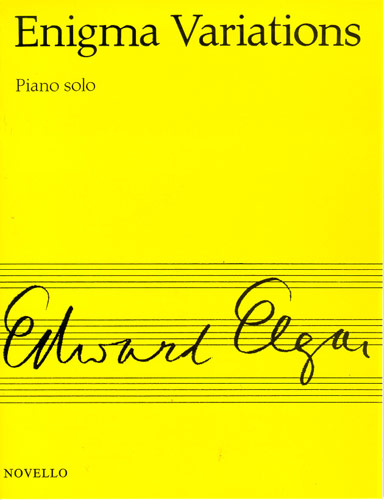 Enigma Variations
Piano solo
Edward Elgar
NOVELLO